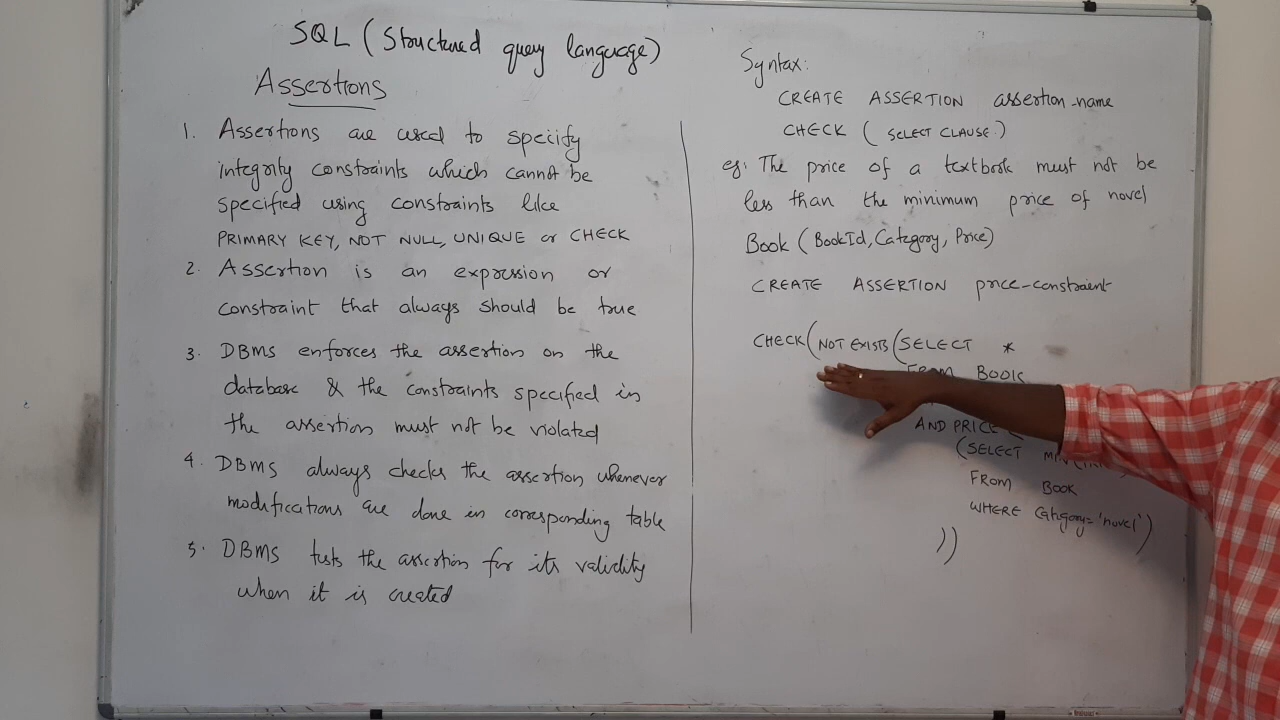 SQL (Structured query language)
Assertions
1. Assertions are used to specify
integrity constraints which cannot be
specified using constraints like
PRIMARY KEY, NOT NULL, UNIQUE or CHECK
2. Assertion is an expression or
constraint that always should be true
3. DBMS enforces the assertion on the
database & the constraints specified in
the assertion must not be violated
4. DBMS always checks the assertion whenever
modifications are done in corresponding table
5. DBMS tests the assertion for its validity
when it is created
Syntax:
CREATE ASSERTION assertion-name
CHECK ( SELECT CLAUSE )
eg: The price of a textbook must not be
less than the minimum price of novel
Book (BookId, Category, Price)
CREATE ASSERTION price-constraint
CHECK (NOT EXISTS (SELECT *
FROM BOOK
AND PRICE <
(SELECT
FROM BOOK
WHERE Category='novel')
))